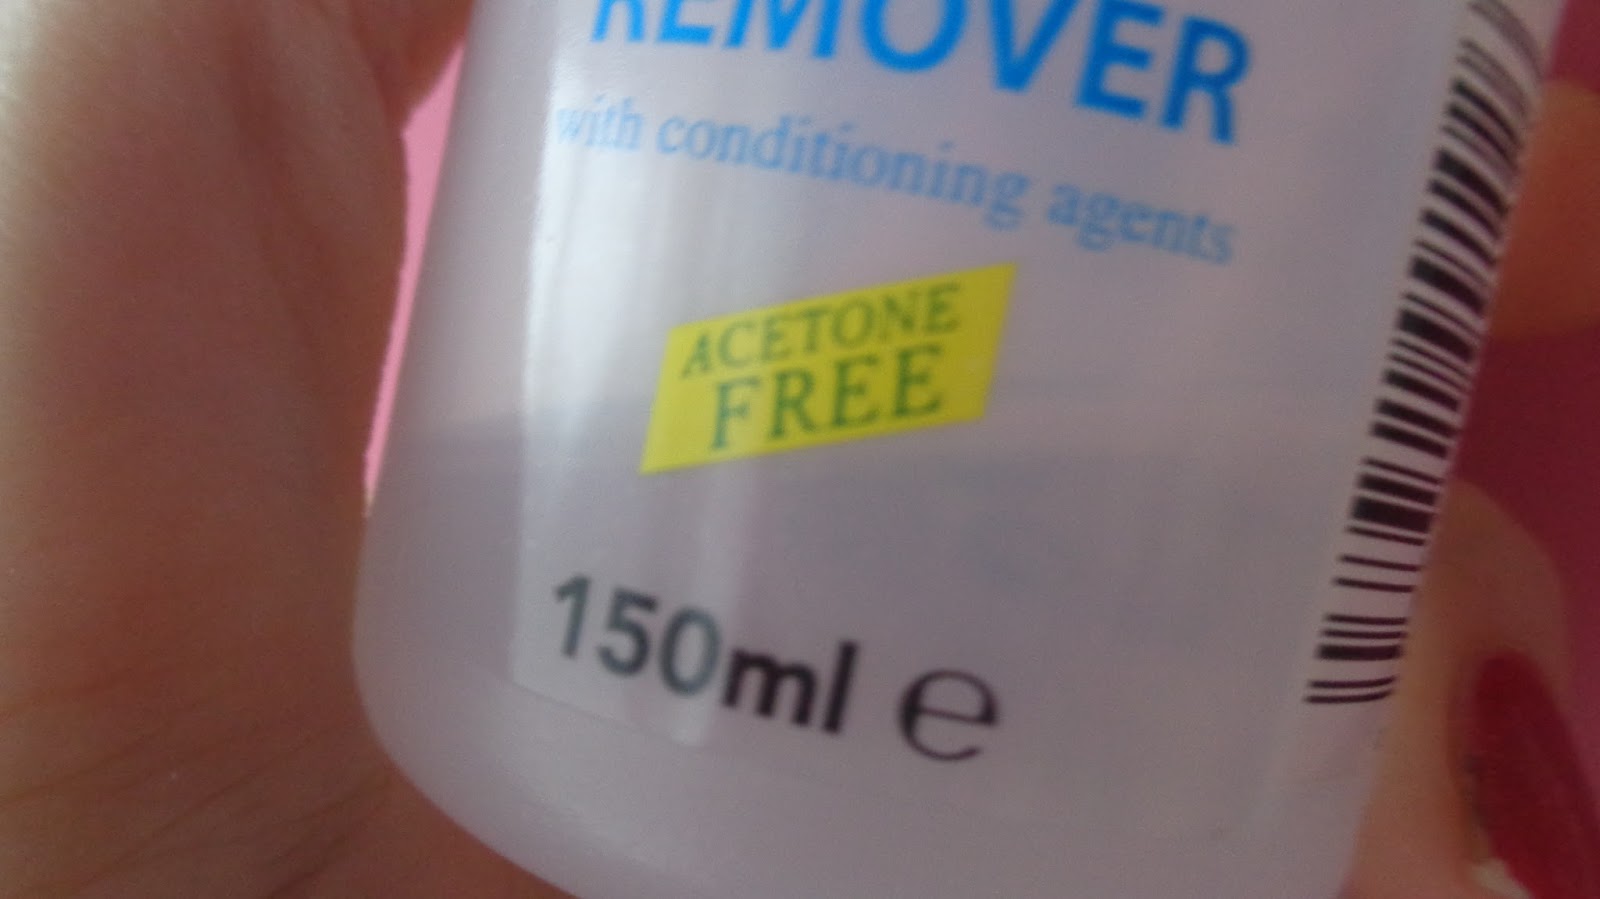 REMOVER
with conditioning agents
ACETONE
FREE
150ml ℮